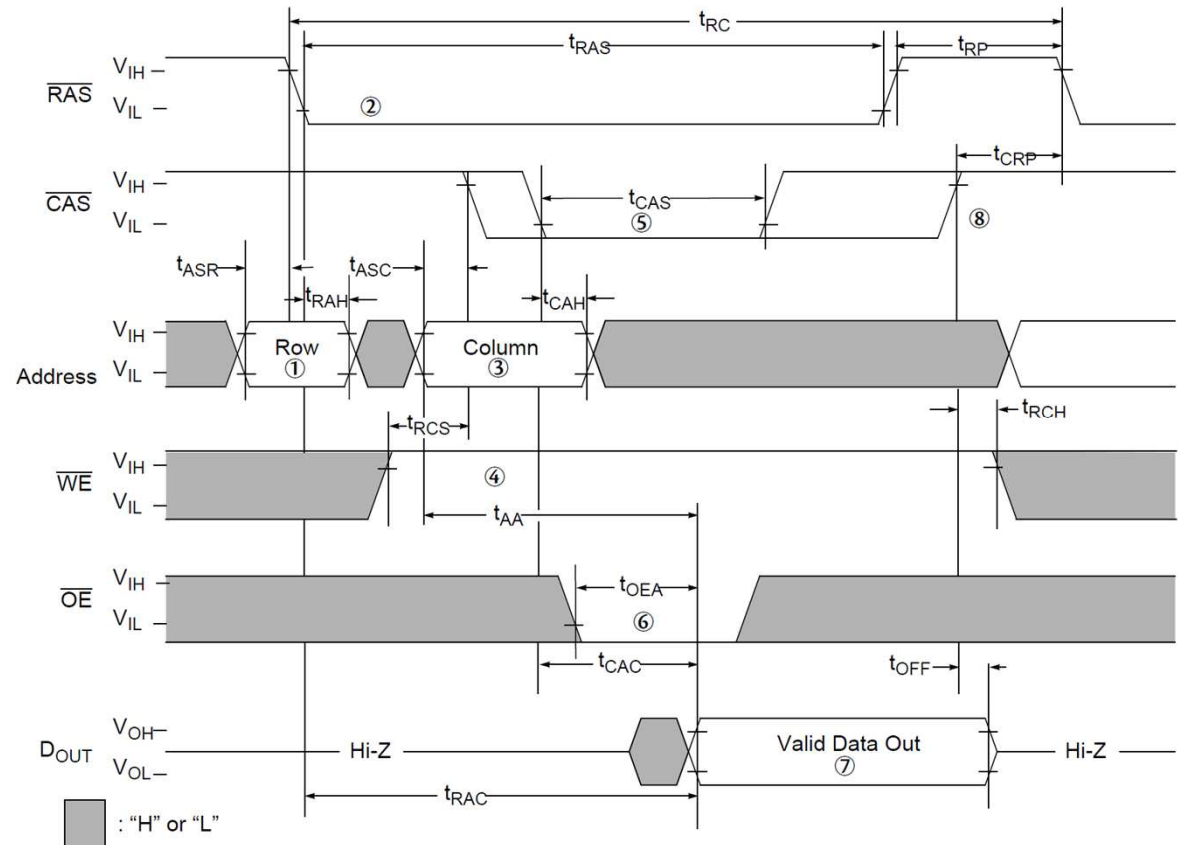 tRC
tRAS
tRP
RAS
VIH
VIL
②
tCRP
CAS
VIH
VIL
tCAS
⑤
⑧
tASR
tRAH
tASC
tCAH
Address
VIH
VIL
Row
①
Column
③
tRCS
tRCH
WE
VIH
VIL
④
tAA
OE
VIH
VIL
tOEA
⑥
tCAC
tOFF
DOUT
VOH
VOL
Hi-Z
Valid Data Out
⑦
Hi-Z
tRAC
: “H” or “L”